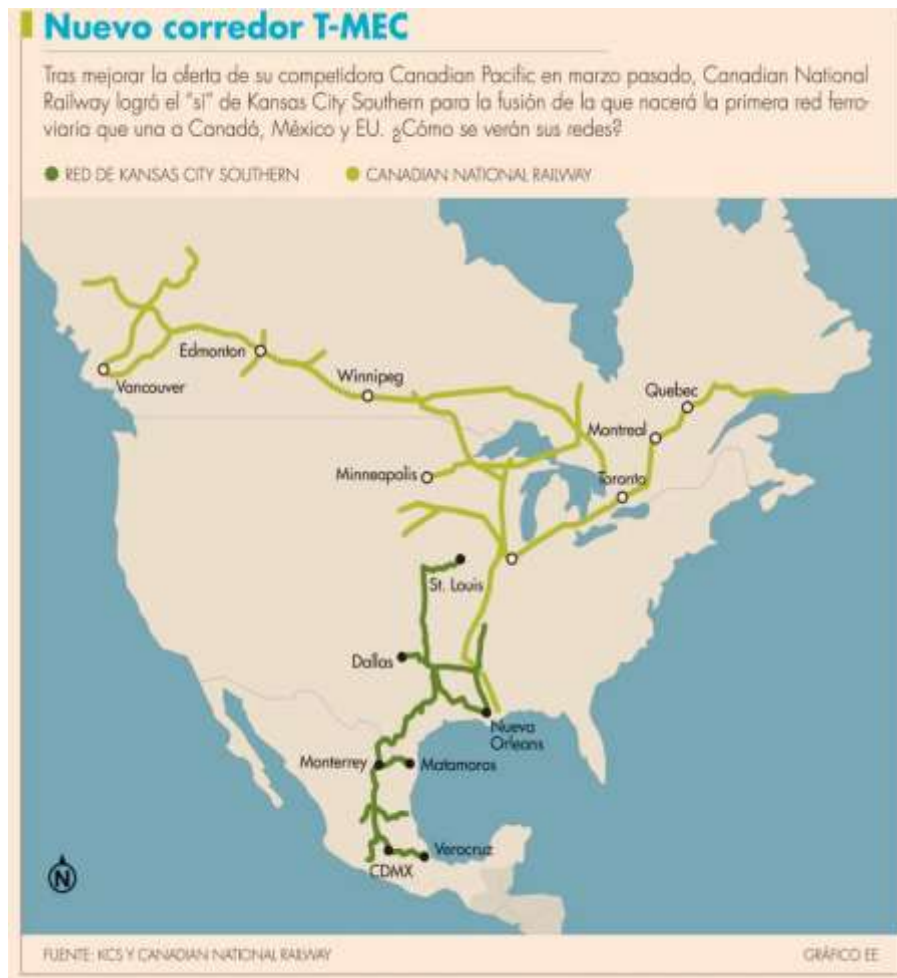 Nuevo corredor T-MEC
Tras mejorar la oferta de su competidora Canadian Pacific en marzo pasado, Canadian National
Railway logró el "sí" de Kansas City Southern para la fusión de la que nacerá la primera red ferro-
viaria que una a Canadá, México y EU. ¿Cómo se verán sus redes?
RED DE KANSAS CITY SOUTHERN
CANADIAN NATIONAL RAILWAY
Edmonton
Vancouver
Winnipeg
Quebec
Montreal
Minneapolis
Toronto
St. Louis
Dallas
Nueva
Orleans
Monterrey
Matamoros
Veracruz
CDMX
N
FUENTE: KCS Y CANADIAN NATIONAL RAILWAY
GRÁFICO EE